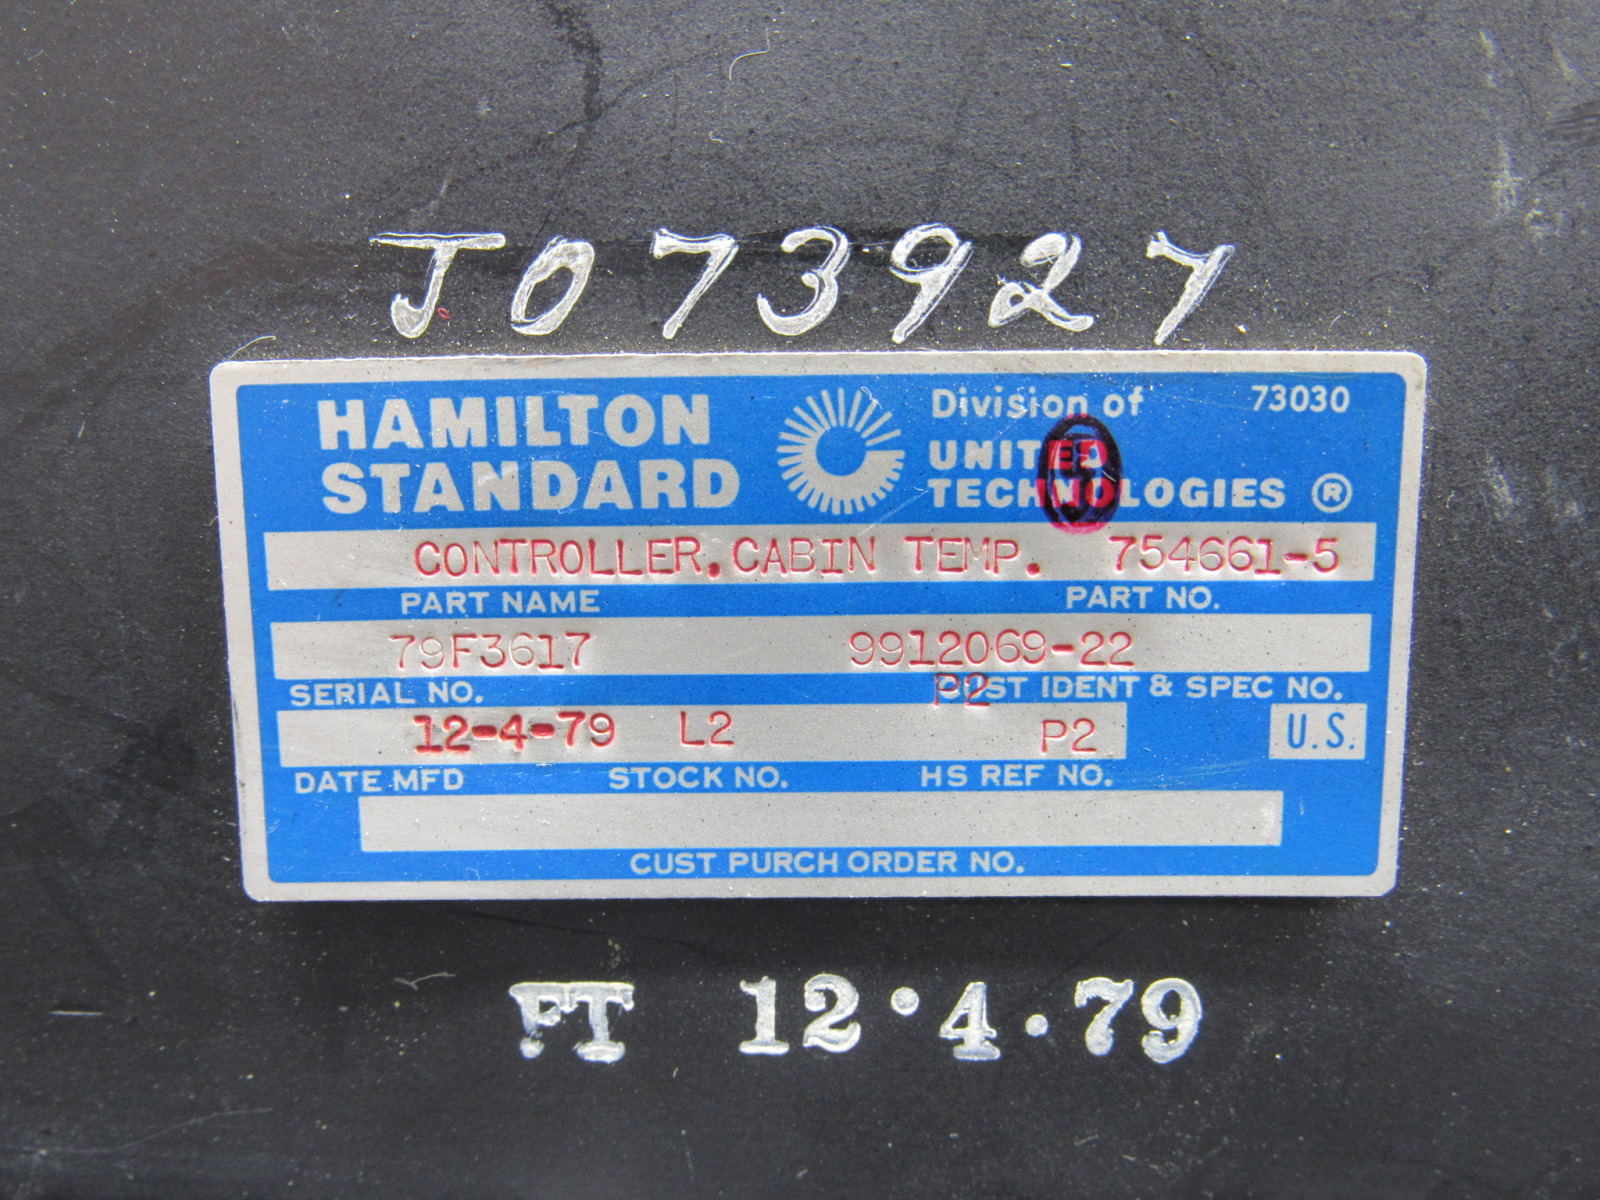 J073927
HAMILTON STANDARD
Division of
UNITED TECHNOLOGIES ®
73030
CONTROLLER, CABIN TEMP. 754661-5
PART NAME PART NO.
79F3617 9912069-22
SERIAL NO. P2 ST IDENT & SPEC NO.
12-4-79 L2 P2 U.S.
DATE MFD STOCK NO. HS REF NO.
CUST PURCH ORDER NO.
FT 12·4·79